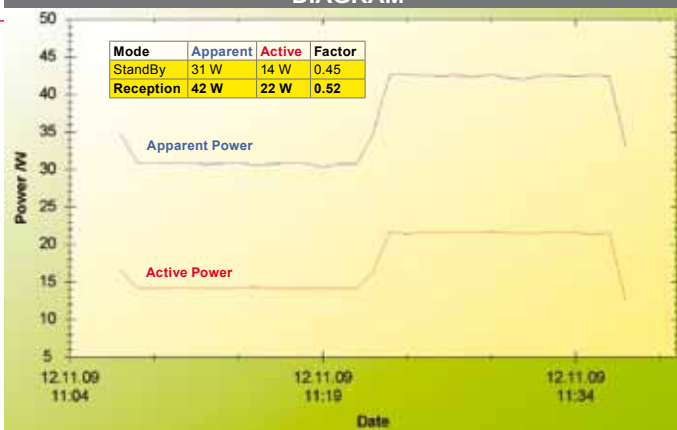 DIAGRAM
50
45
40
35
30
25
20
15
10
5
Power /W
Mode Apparent Active Factor
StandBy 31 W 14 W 0.45
Reception 42 W 22 W 0.52
Apparent Power
Active Power
12.11.09 12.11.09 12.11.09
11:04 11:19 11:34
Date